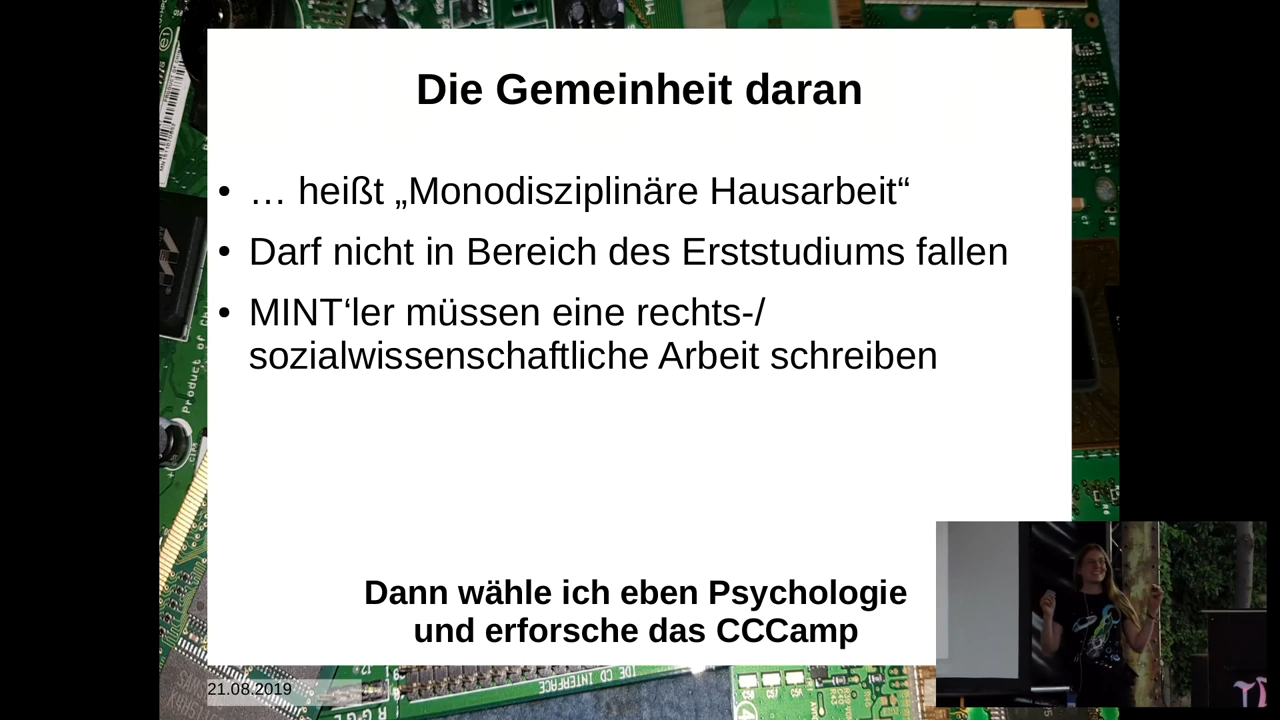 Die Gemeinheit daran
• … heißt „Monodisziplinäre Hausarbeit“
• Darf nicht in Bereich des Erststudiums fallen
• MINT‘ler müssen eine rechts-/
sozialwissenschaftliche Arbeit schreiben
Dann wähle ich eben Psychologie
und erforsche das CCCamp
21.08.2019
IDE CD INTERFACE